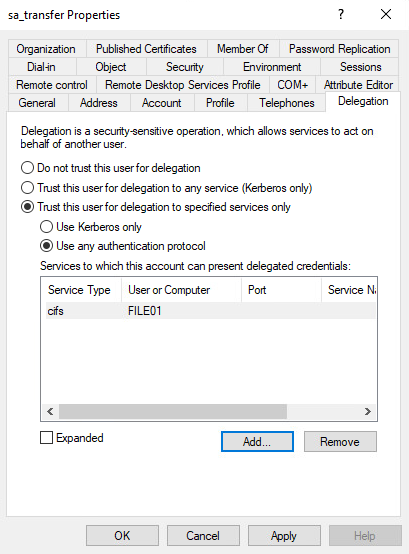 sa_transfer Properties
? ×
Organization Published Certificates Member Of Password Replication
Dial-in Object Security Environment Sessions
Remote control Remote Desktop Services Profile COM+ Attribute Editor
General Address Account Profile Telephones Delegation
Delegation is a security-sensitive operation, which allows services to act on
behalf of another user.
Do not trust this user for delegation
Trust this user for delegation to any service (Kerberos only)
Trust this user for delegation to specified services only
Use Kerberos only
Use any authentication protocol
Services to which this account can present delegated credentials:
Service Type User or Computer Port Service Na
cifs FILE01
Expanded Add... Remove
OK Cancel Apply Help